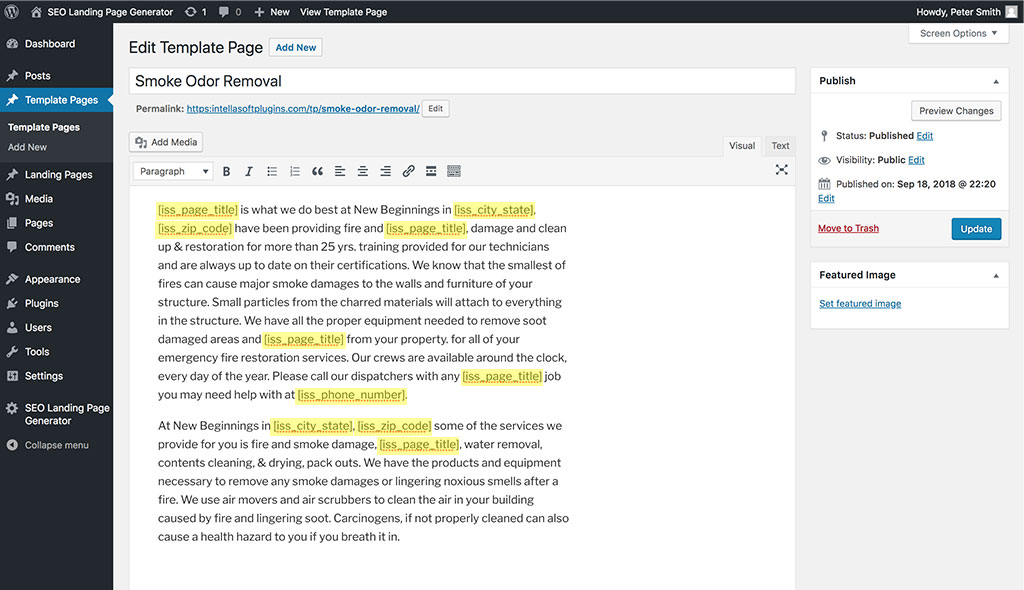 SEO Landing Page Generator 1 0 New View Template Page Howdy, Peter Smith
Screen Options
Dashboard
Posts
Template Pages
Template Pages
Add New
Landing Pages
Media
Pages
Comments
Appearance
Plugins
Users
Tools
Settings
SEO Landing Page
Generator
Collapse menu
Edit Template Page Add New
Smoke Odor Removal
Permalink: https:intellasoftplugins.com/tp/smoke-odor-removal/ Edit
Add Media
Visual Text
Paragraph B I
[iss_page_title] is what we do best at New Beginnings in [iss_city_state],
[iss_zip_code] have been providing fire and [iss_page_title], damage and clean
up & restoration for more than 25 yrs. training provided for our technicians
and are always up to date on their certifications. We know that the smallest of
fires can cause major smoke damages to the walls and furniture of your
structure. Small particles from the charred materials will attach to everything
in the structure. We have all the proper equipment needed to remove soot
damaged areas and [iss_page_title] from your property. for all of your
emergency fire restoration services. Our crews are available around the clock,
every day of the year. Please call our dispatchers with any [iss_page_title] job
you may need help with at [iss_phone_number].
At New Beginnings in [iss_city_state], [iss_zip_code] some of the services we
provide for you is fire and smoke damage, [iss_page_title], water removal,
contents cleaning, & drying, pack outs. We have the products and equipment
necessary to remove any smoke damages or lingering noxious smells after a
fire. We use air movers and air scrubbers to clean the air in your building
caused by fire and lingering soot. Carcinogens, if not properly cleaned can also
cause a health hazard to you if you breath it in.
Publish
Preview Changes
Status: Published Edit
Visibility: Public Edit
Published on: Sep 18, 2018 @ 22:20
Edit
Move to Trash Update
Featured Image
Set featured image